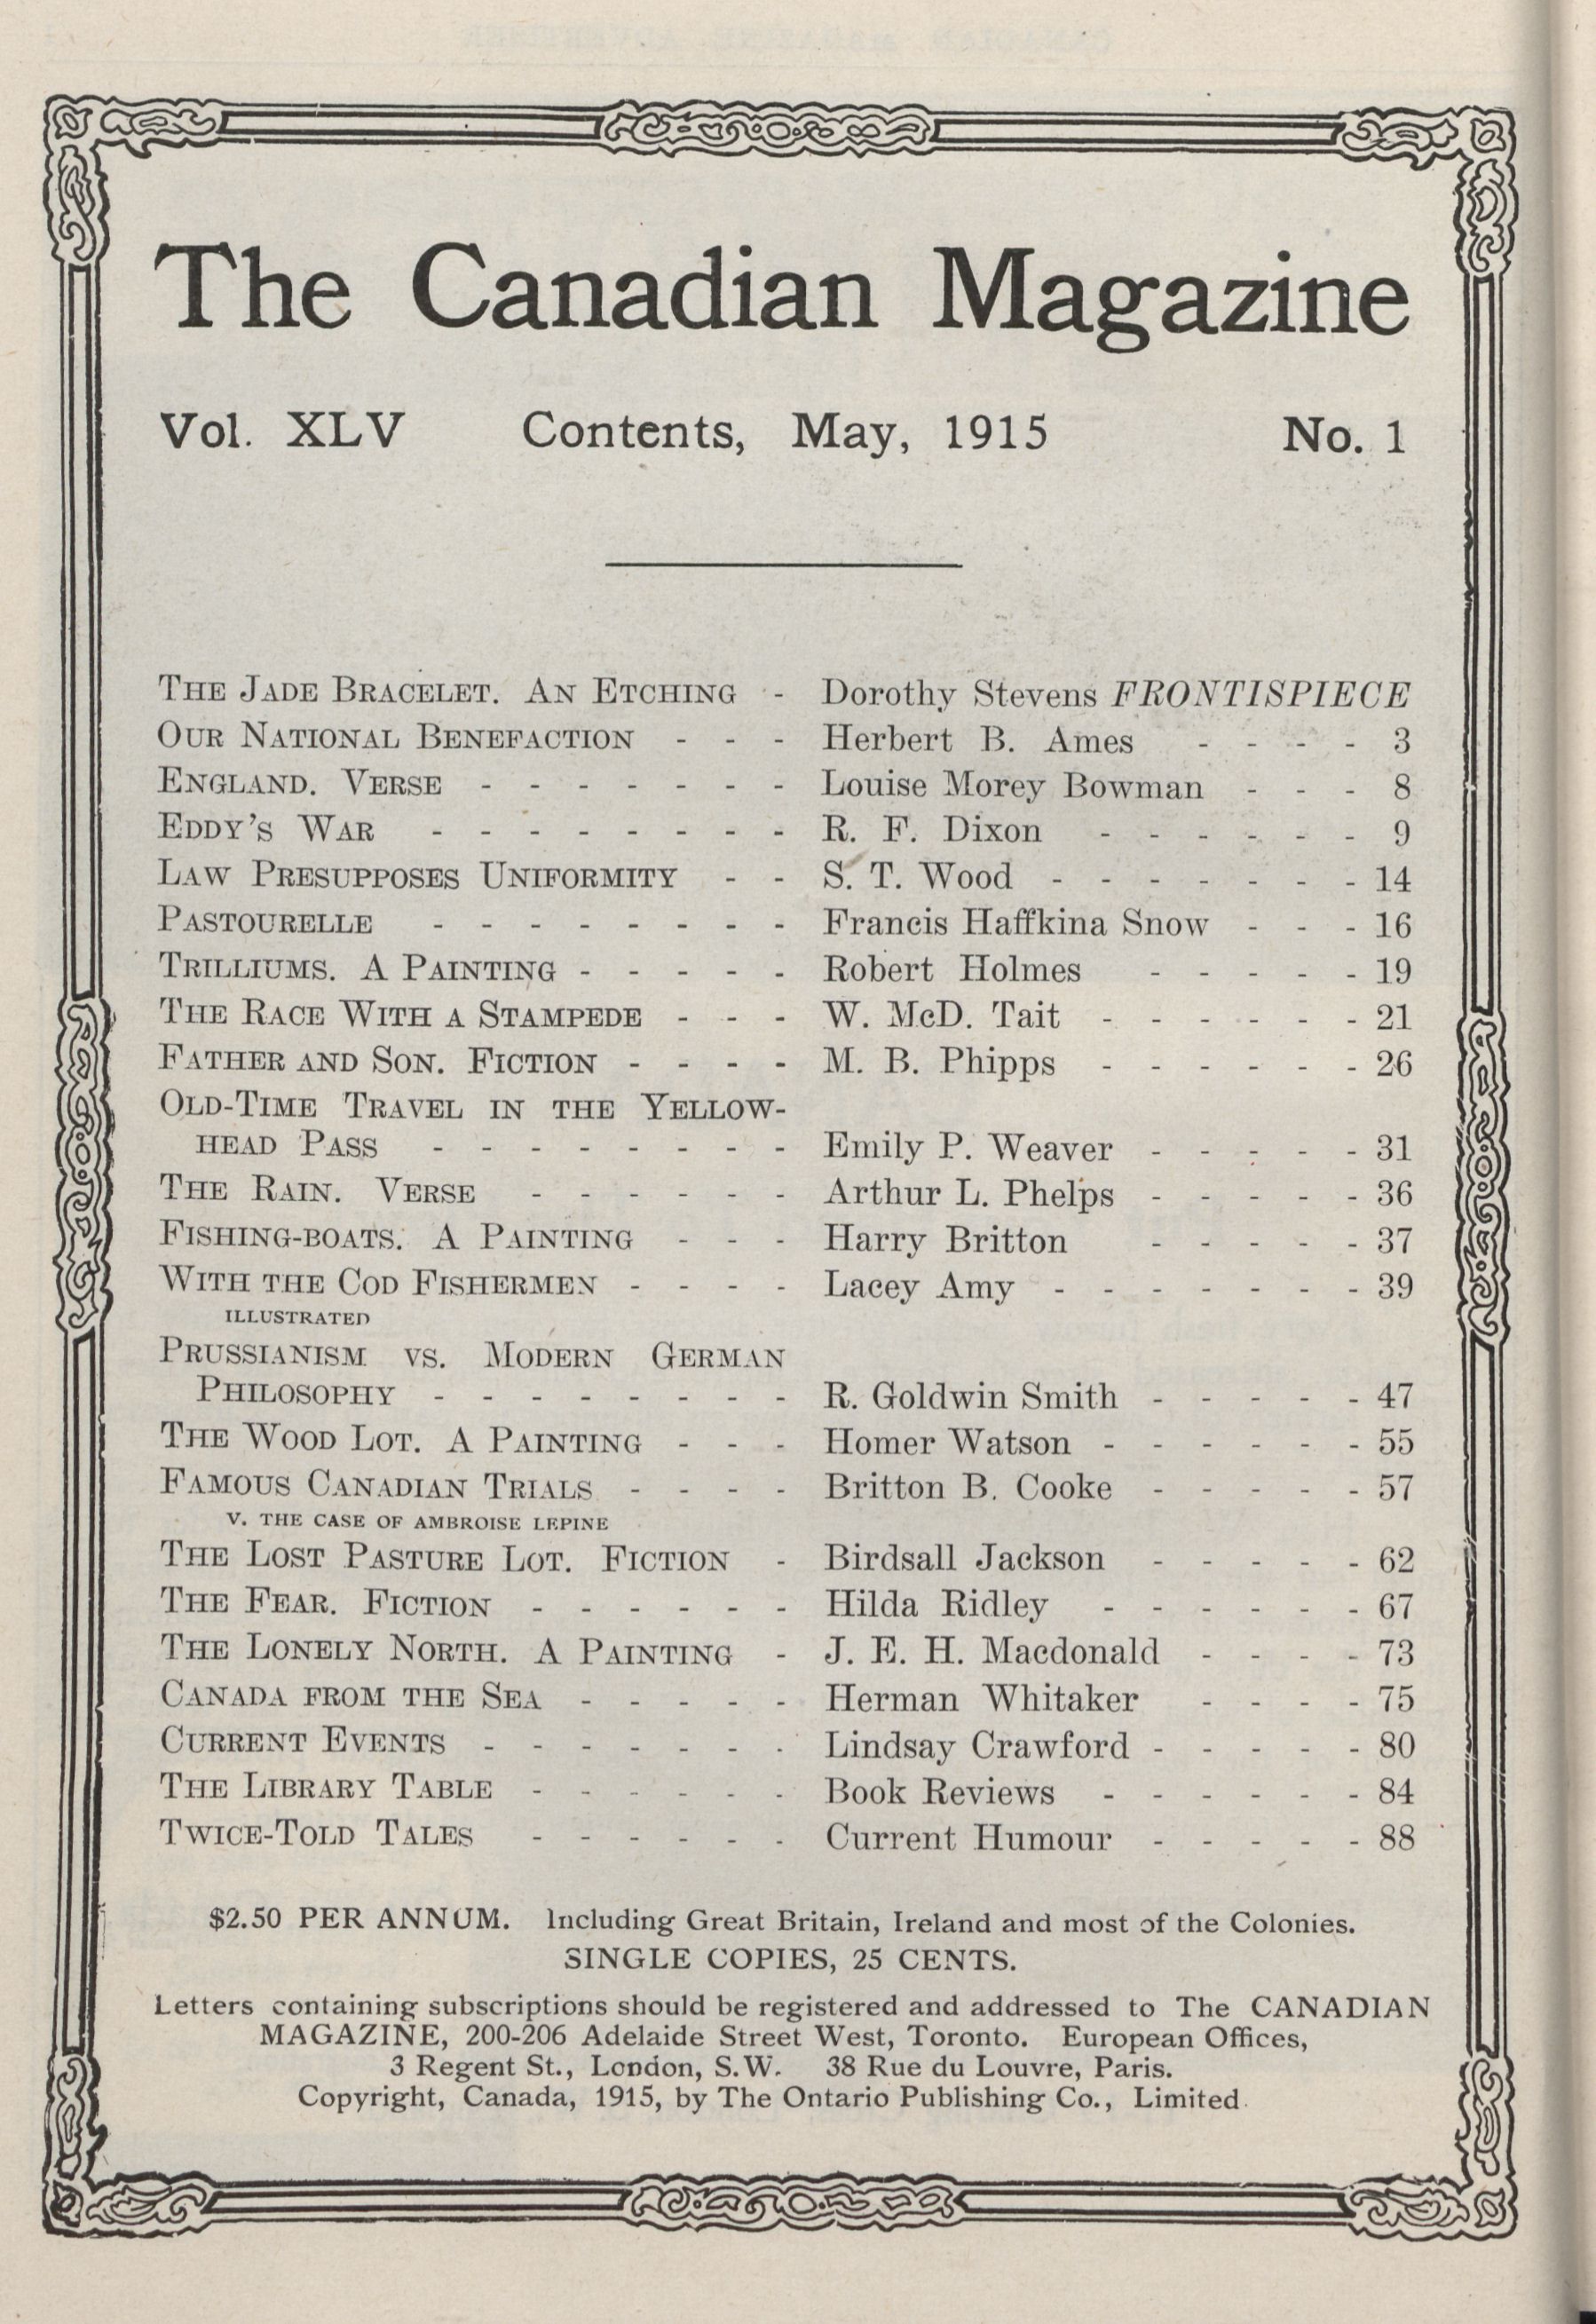 The Canadian Magazine
Vol. XLV Contents, May, 1915 No. 1
THE JADE BRACELET. AN ETCHING - Dorothy Stevens FRONTISPIECE
OUR NATIONAL BENEFACTION - - - Herbert B. Ames - - - - 3
ENGLAND. VERSE - - - - - - - Louise Morey Bowman - - - 8
EDDY'S WAR - - - - - - - - R. F. Dixon - - - - - - 9
LAW PRESUPPOSES UNIFORMITY - - S. T. Wood - - - - - - - 14
PASTOURELLE - - - - - - - - Francis Haffkina Snow - - - 16
TRILLIUMS. A PAINTING - - - - - Robert Holmes - - - - - 19
THE RACE WITH A STAMPEDE - - - W. McD. Tait - - - - - - 21
FATHER AND SON. FICTION - - - - M. B. Phipps - - - - - - 26
OLD-TIME TRAVEL IN THE YELLOW-
HEAD PASS - - - - - - - - Emily P. Weaver - - - - - 31
THE RAIN. VERSE - - - - - - Arthur L. Phelps - - - - - 36
FISHING-BOATS. A PAINTING - - - Harry Britton - - - - - 37
WITH THE COD FISHERMEN - - - - Lacey Amy - - - - - - - 39
ILLUSTRATED
PRUSSIANISM VS. MODERN GERMAN
PHILOSOPHY - - - - - - - - R. Goldwin Smith - - - - - 47
THE WOOD LOT. A PAINTING - - - Homer Watson - - - - - - 55
FAMOUS CANADIAN TRIALS - - - - Britton B. Cooke - - - - - 57
V. THE CASE OF AMBROISE LEPINE
THE LOST PASTURE LOT. FICTION - Birdsall Jackson - - - - - 62
THE FEAR. FICTION - - - - - - Hilda Ridley - - - - - - 67
THE LONELY NORTH. A PAINTING - J. E. H. Macdonald - - - - 73
CANADA FROM THE SEA - - - - - Herman Whitaker - - - - 75
CURRENT EVENTS - - - - - - - Lindsay Crawford - - - - - 80
THE LIBRARY TABLE - - - - - - Book Reviews - - - - - - 84
TWICE-TOLD TALES - - - - - - Current Humour - - - - - 88
$2.50 PER ANNUM. Including Great Britain, Ireland and most of the Colonies.
SINGLE COPIES, 25 CENTS.
Letters containing subscriptions should be registered and addressed to The CANADIAN
MAGAZINE, 200-206 Adelaide Street West, Toronto. European Offices,
3 Regent St., London, S.W. 38 Rue du Louvre, Paris.
Copyright, Canada, 1915, by The Ontario Publishing Co., Limited.